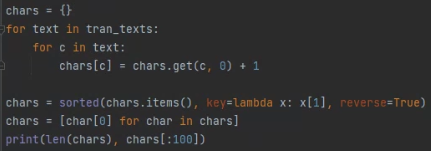 chars = {}
for text in tran_texts:
    for c in text:
        chars[c] = chars.get(c, 0) + 1

chars = sorted(chars.items(), key=lambda x: x[1], reverse=True)
chars = [char[0] for char in chars]
print(len(chars), chars[:100])